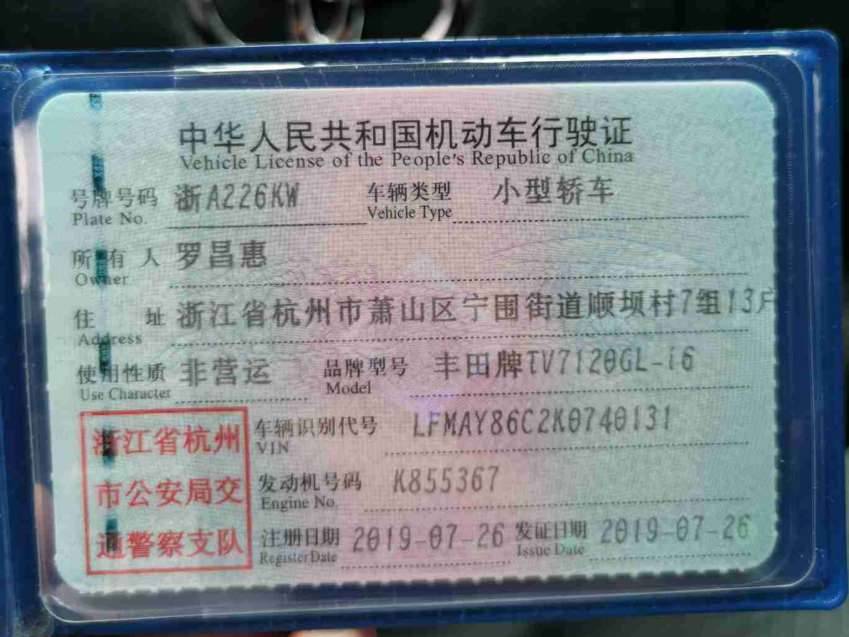 中华人民共和国机动车行驶证
Vehicle License of the People's Republic of China
号牌号码 浙A226KW 车辆类型 小型轿车
Plate No. Vehicle Type
所有人 罗昌惠
Owner
住址 浙江省杭州市萧山区宁围街道顺坝村7组13户
Address
使用性质 非营运 品牌型号 丰田牌TV7120GL-i6
Use Character Model
浙江省杭州 车辆识别代号 LFMAY86C2K0740131
VIN
市公安局交 发动机号码 K855367
Engine No.
通警察支队 注册日期 2019-07-26 发证日期 2019-07-26
Register Date Issue Date